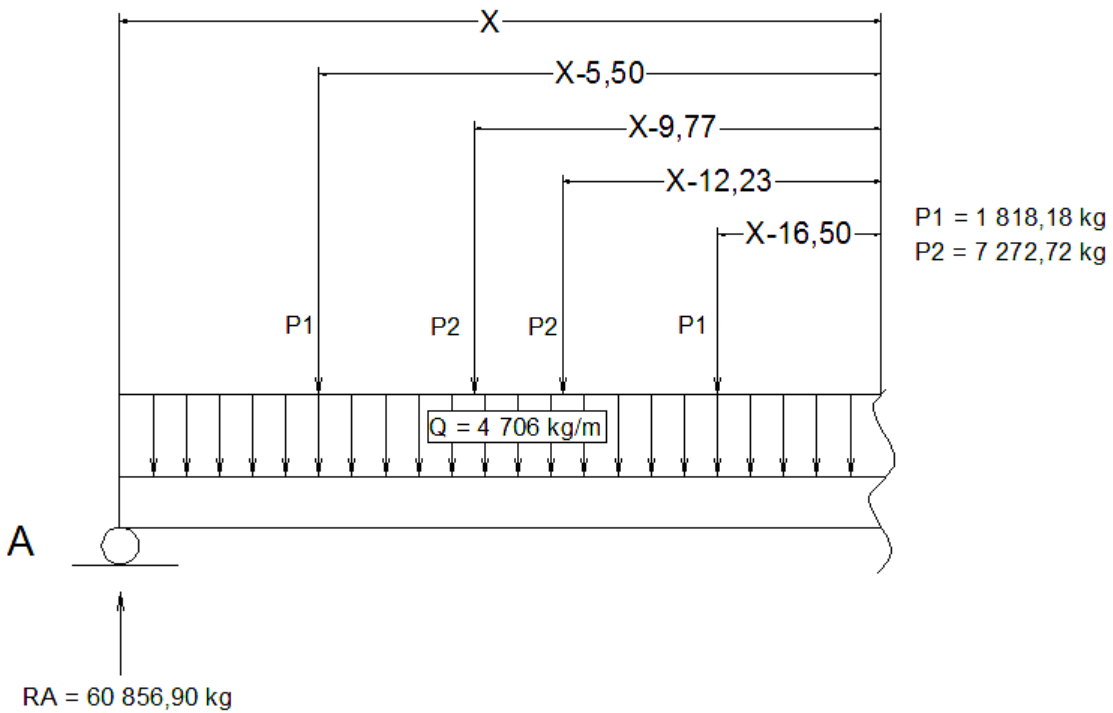 X
X-5,50
X-9,77
X-12,23
X-16,50
P1 = 1 818,18 kg
P2 = 7 272,72 kg
P1 P2 P2 P1
Q = 4 706 kg/m
A
RA = 60 856,90 kg